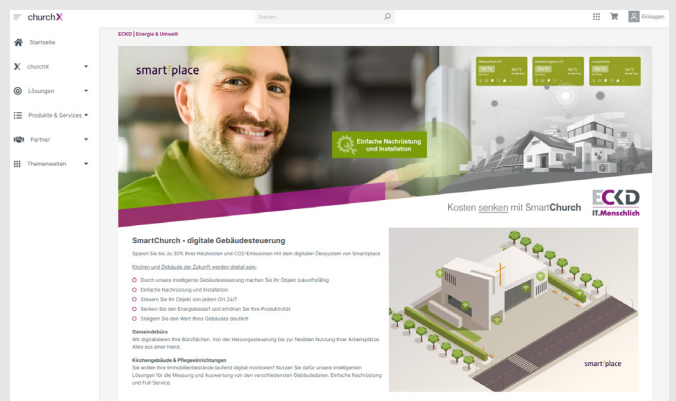 churchX
Suchen ...
Einloggen
Startseite
churchX
Lösungen
Produkte & Services
Partner
Themenwelten
ECKD | Energie & Umwelt
smart place
Einfache Nachrüstung
und Installation
Kosten senken mit SmartChurch
ECKD
IT.Menschlich
SmartChurch - digitale Gebäudesteuerung
Sparen Sie bis zu 30% Ihrer Heizkosten und CO2-Emissionen mit dem digitalen Ökosystem von Smartplace
Kirchen und Gebäude der Zukunft werden digital sein:
Durch unsere intelligente Gebäudesteuerung machen Sie Ihr Objekt zukunftsfähig
Einfache Nachrüstung und Installation
Steuern Sie Ihr Objekt von jedem Ort 24/7
Senken Sie den Energiebedarf und erhöhen Sie Ihre Produktivität
Steigern Sie den Wert Ihres Gebäudes deutlich
Gemeindebüro
Wir digitalisieren Ihre Büroflächen. Von der Heizungssteuerung bis zur flexiblen Nutzung Ihrer Arbeitsplätze.
Alles aus einer Hand.
Kirchengebäude & Pflegeeinrichtungen
Sie wollen Ihre Immobilienbestände laufend digital monitoren? Nutzen Sie dafür unsere intelligenten
Lösungen für die Messung und Auswertung von den verschiedensten Gebäudedaten. Einfache Nachrüstung
und Full-Service.
smart place